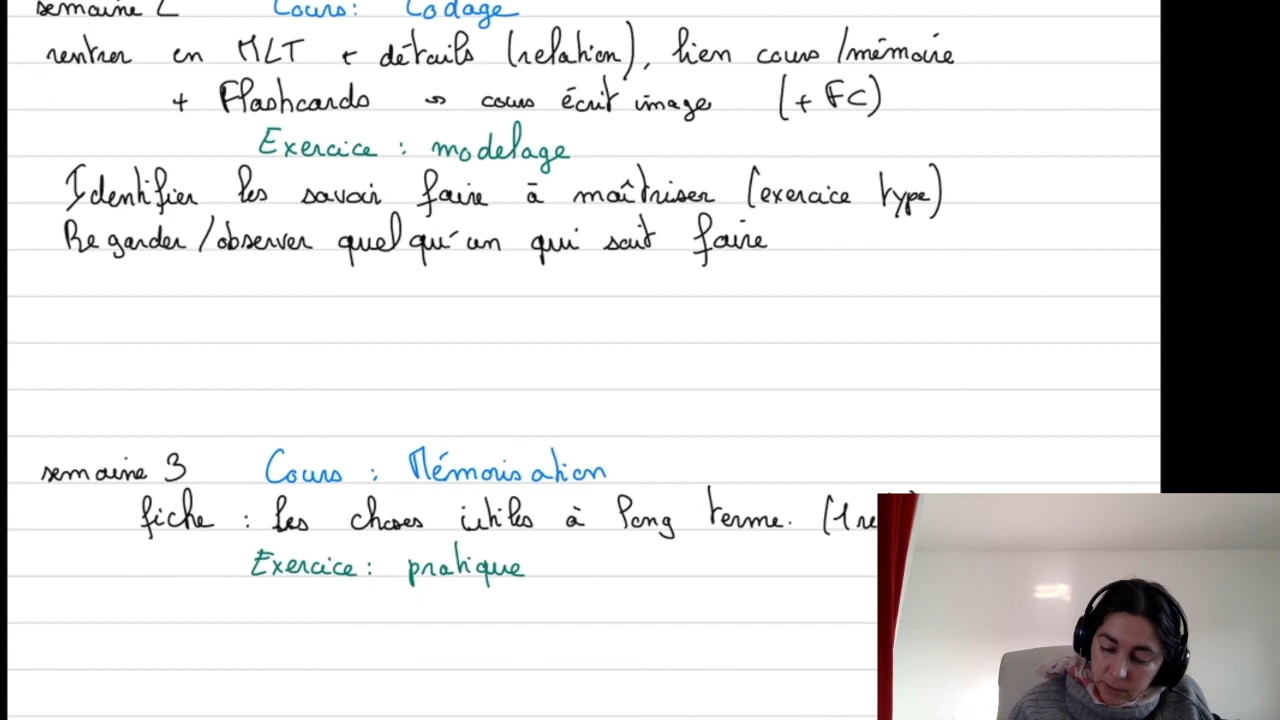 semaine 2 Cours: Codage
rentrer en MLT + détails (relation), lien cours /mémoire
+ Flashcards ∾ cours écrit image (+ FC)
Exercice : modelage
Identifier les savoir faire à maîtriser (exercice type)
Regarder/observer quelqu'un qui sait faire
semaine 3 Cours : Mémorisation
fiche : les choses utiles à long terme.
Exercice : pratique